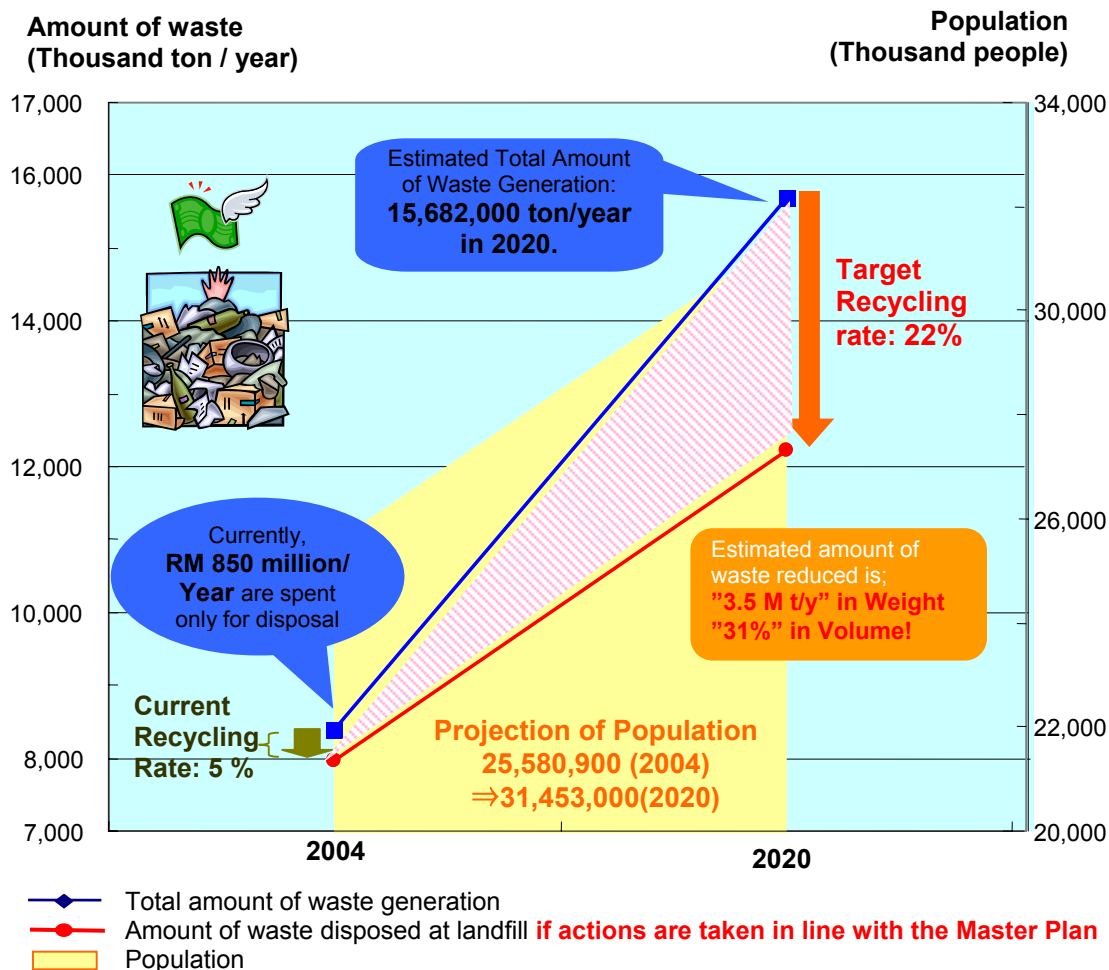 Amount of waste
(Thousand ton / year)
Population
(Thousand people)
17,000
16,000
14,000
12,000
10,000
8,000
7,000
34,000
30,000
26,000
22,000
20,000
Estimated Total Amount
of Waste Generation:
15,682,000 ton/year
in 2020.
Target
Recycling
rate: 22%
Currently,
RM 850 million/
Year are spent
only for disposal
Estimated amount of
waste reduced is;
”3.5 M t/y” in Weight
”31%” in Volume!
Current
Recycling
Rate: 5 %
Projection of Population
25,580,900 (2004)
⇒31,453,000(2020)
2004
2020
Total amount of waste generation
Amount of waste disposed at landfill if actions are taken in line with the Master Plan
Population